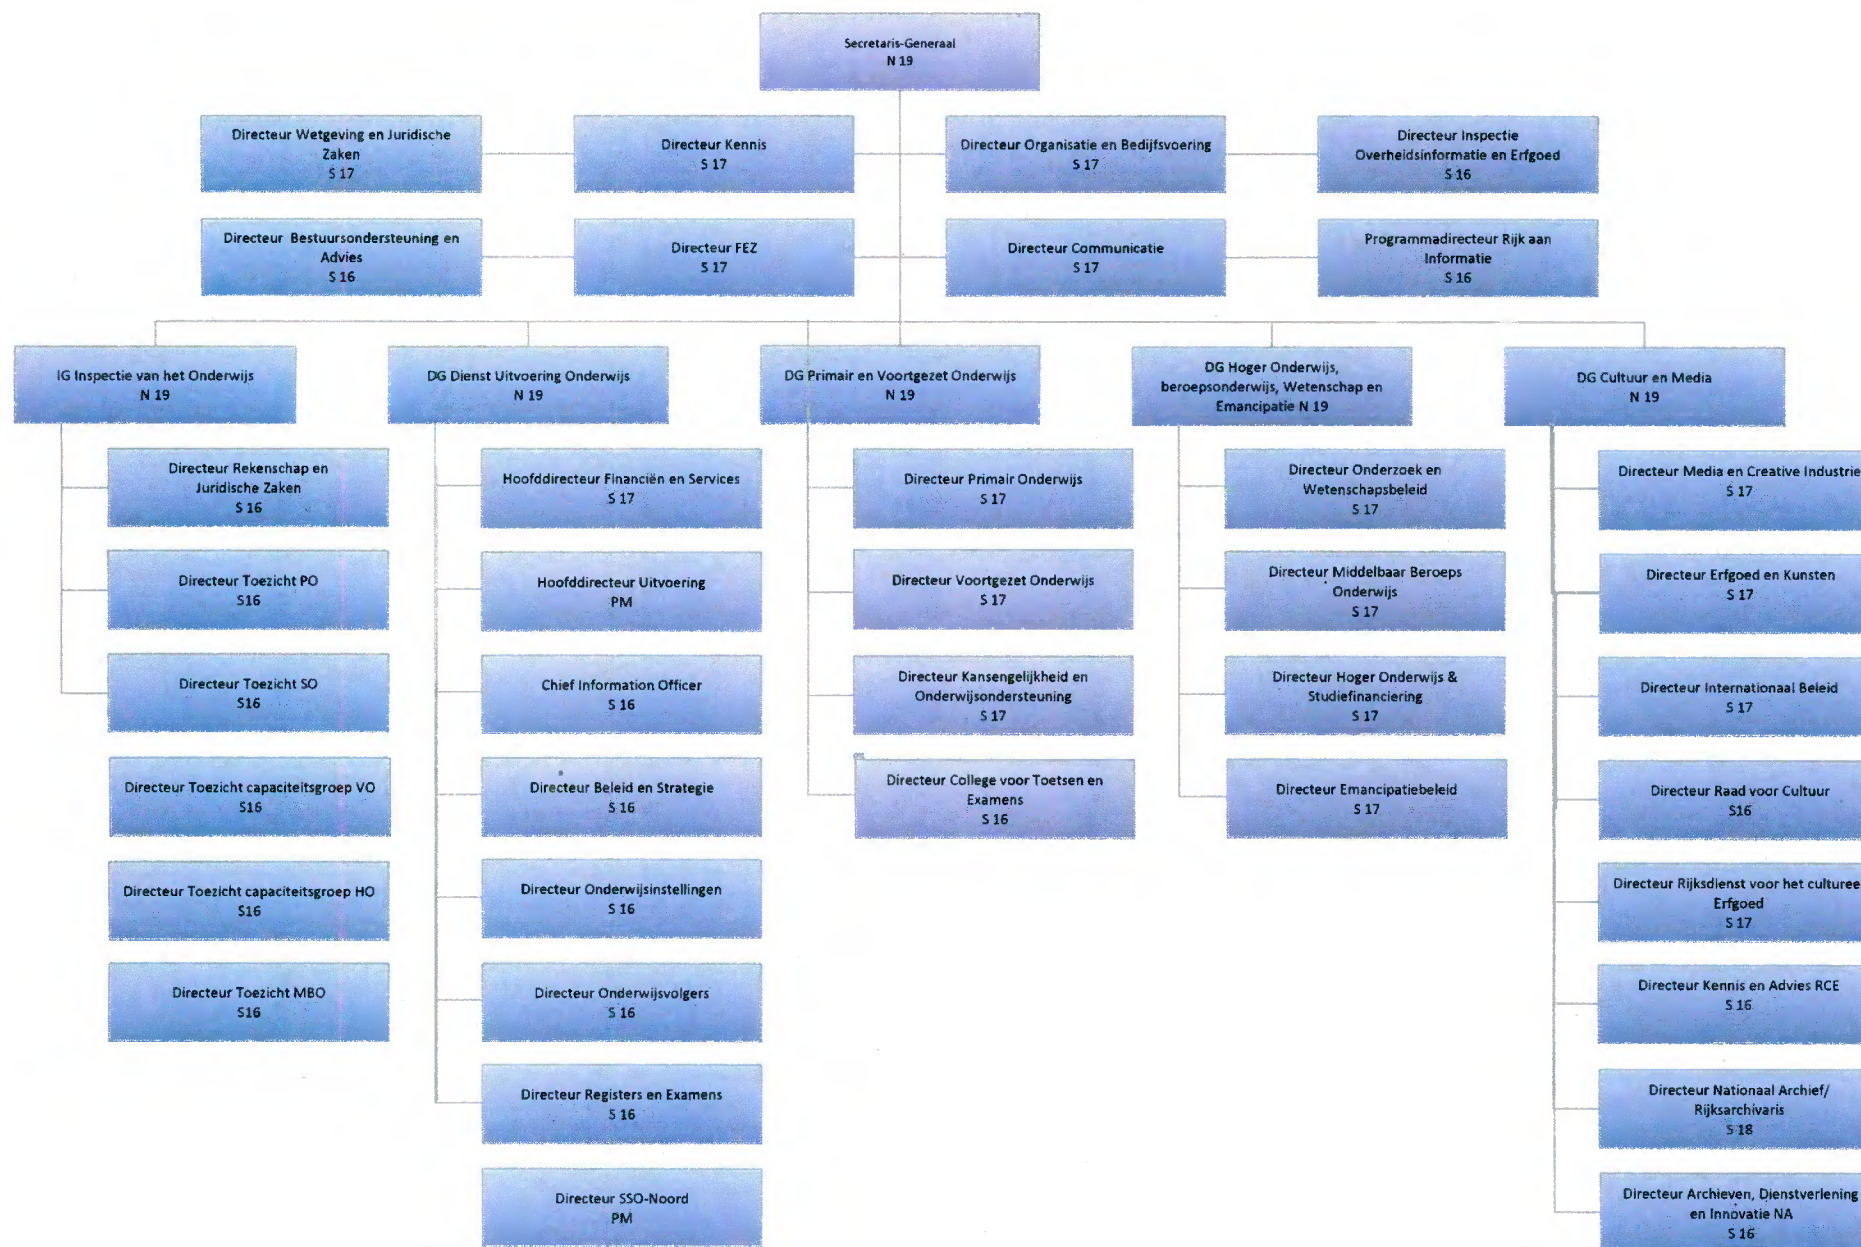 Secretaris-Generaal
N 19
Directeur Wetgeving en Juridische
Zaken
S 17
Directeur Kennis
S 17
Directeur Organisatie en Bedijfsvoering
S 17
Directeur Inspectie
Overheidsinformatie en Erfgoed
S 16
Directeur Bestuursondersteuning en
Advies
S 16
Directeur FEZ
S 17
Directeur Communicatie
S 17
Programmadirecteur Rijk aan
Informatie
S 16
IG Inspectie van het Onderwijs
N 19
DG Dienst Uitvoering Onderwijs
N 19
DG Primair en Voortgezet Onderwijs
N 19
DG Hoger Onderwijs,
beroepsonderwijs, Wetenschap en
Emancipatie N 19
DG Cultuur en Media
N 19
Directeur Rekenschap en
Juridische Zaken
S 16
Directeur Toezicht PO
S16
Directeur Toezicht SO
S16
Directeur Toezicht capaciteitsgroep VO
S16
Directeur Toezicht capaciteitsgroep HO
S16
Directeur Toezicht MBO
S16
Hoofddirecteur Financiën en Services
S 17
Hoofddirecteur Uitvoering
PM
Chief Information Officer
S 16
Directeur Beleid en Strategie
S 16
Directeur Onderwijsinstellingen
S 16
Directeur Onderwijsvolgers
S 16
Directeur Registers en Examens
S 16
Directeur SSO-Noord
PM
Directeur Primair Onderwijs
S 17
Directeur Voortgezet Onderwijs
S 17
Directeur Kansengelijkheid en
Onderwijsondersteuning
S 17
Directeur College voor Toetsen en
Examens
S 16
Directeur Onderzoek en
Wetenschapsbeleid
S 17
Directeur Middelbaar Beroeps
Onderwijs
S 17
Directeur Hoger Onderwijs &
Studiefinanciering
S 17
Directeur Emancipatiebeleid
S 17
Directeur Media en Creative Industrie
S 17
Directeur Erfgoed en Kunsten
S 17
Directeur Internationaal Beleid
S 17
Directeur Raad voor Cultuur
S16
Directeur Rijksdienst voor het culturee
Erfgoed
S 17
Directeur Kennis en Advies RCE
S 16
Directeur Nationaal Archief/
Rijksarchivaris
S 18
Directeur Archieven, Dienstverlening
en Innovatie NA
S 16